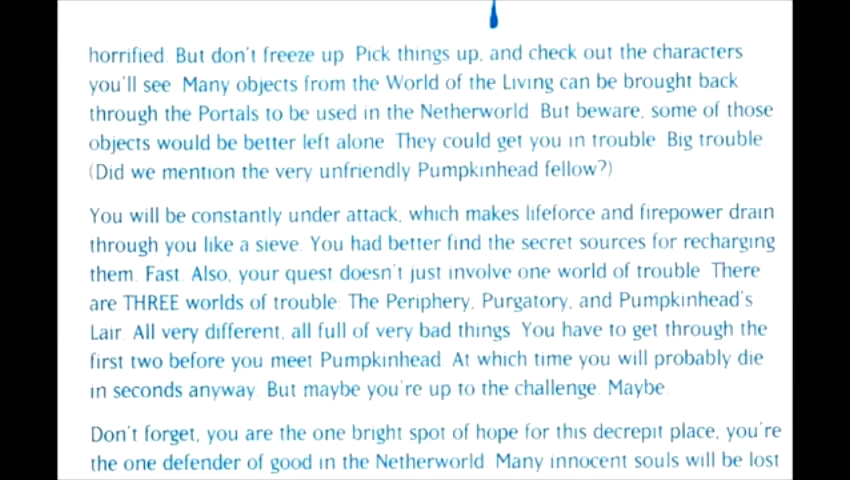 horrified. But don't freeze up. Pick things up, and check out the characters
you'll see. Many objects from the World of the Living can be brought back
through the Portals to be used in the Netherworld. But beware, some of those
objects would be better left alone. They could get you in trouble. Big trouble.
(Did we mention the very unfriendly Pumpkinhead fellow?)
You will be constantly under attack, which makes lifeforce and firepower drain
through you like a sieve. You had better find the secret sources for recharging
them. Fast. Also, your quest doesn't just involve one world of trouble. There
are THREE worlds of trouble: The Periphery, Purgatory, and Pumpkinhead's
Lair. All very different, all full of very bad things. You have to get through the
first two before you meet Pumpkinhead. At which time you will probably die
in seconds anyway. But maybe you're up to the challenge. Maybe.
Don't forget, you are the one bright spot of hope for this decrepit place, you're
the one defender of good in the Netherworld. Many innocent souls will be lost